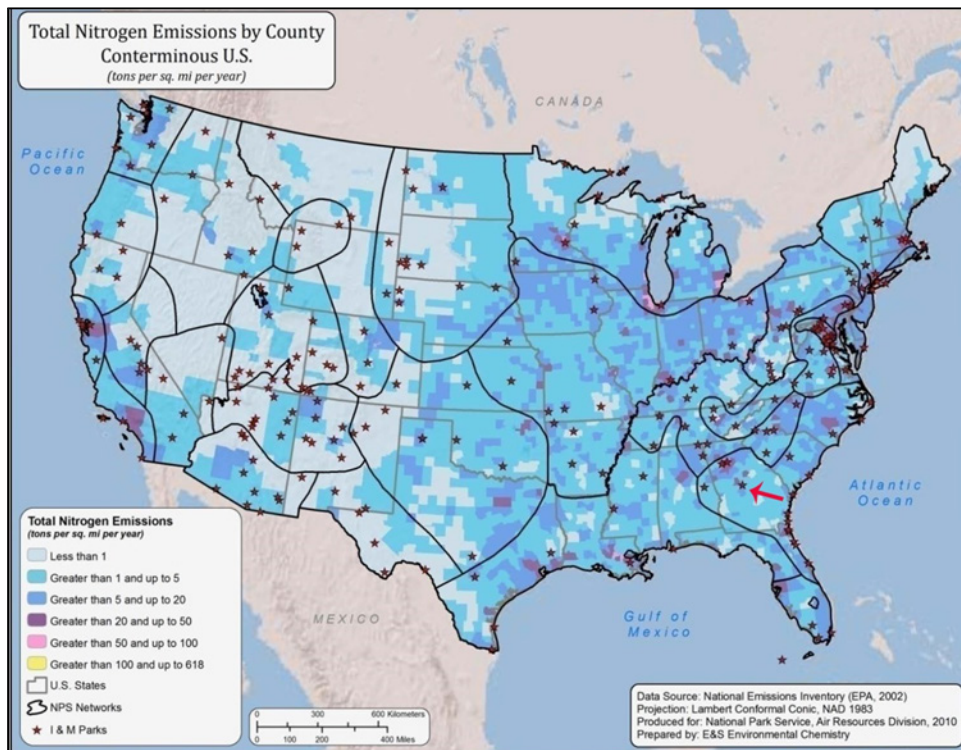 Total Nitrogen Emissions by County
Conterminous U.S.
(tons per sq. mi per year)
CANADA
Pacific
Ocean
Atlantic
Ocean
Gulf of
Mexico
MEXICO
Total Nitrogen Emissions
(tons per sq. mi per year)
Less than 1
Greater than 1 and up to 5
Greater than 5 and up to 20
Greater than 20 and up to 50
Greater than 50 and up to 100
Greater than 100 and up to 618
U.S. States
NPS Networks
I & M Parks
0 300 600 Kilometers
0 100 200 400 Miles
Data Source: National Emissions Inventory (EPA, 2002)
Projection: Lambert Conformal Conic, NAD 1983
Produced for: National Park Service, Air Resources Division, 2010
Prepared by: E&S Environmental Chemistry